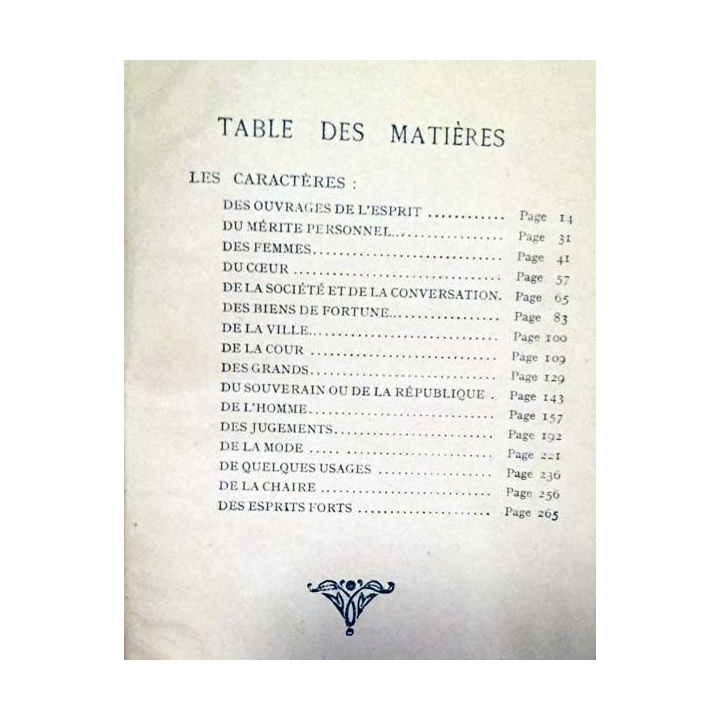 TABLE DES MATIÈRES
LES CARACTÈRES :
DES OUVRAGES DE L'ESPRIT ............ Page 14
DU MÉRITE PERSONNEL................... Page 31
DES FEMMES.............................. Page 41
DU CŒUR ................................ Page 57
DE LA SOCIÉTÉ ET DE LA CONVERSATION. Page 65
DES BIENS DE FORTUNE.................. Page 83
DE LA VILLE.............................. Page 100
DE LA COUR .............................. Page 109
DES GRANDS.............................. Page 129
DU SOUVERAIN OU DE LA RÉPUBLIQUE . Page 143
DE L'HOMME.............................. Page 157
DES JUGEMENTS.......................... Page 192
DE LA MODE ..... ....................... Page 221
DE QUELQUES USAGES ................... Page 236
DE LA CHAIRE ........................... Page 256
DES ESPRITS FORTS ..................... Page 265